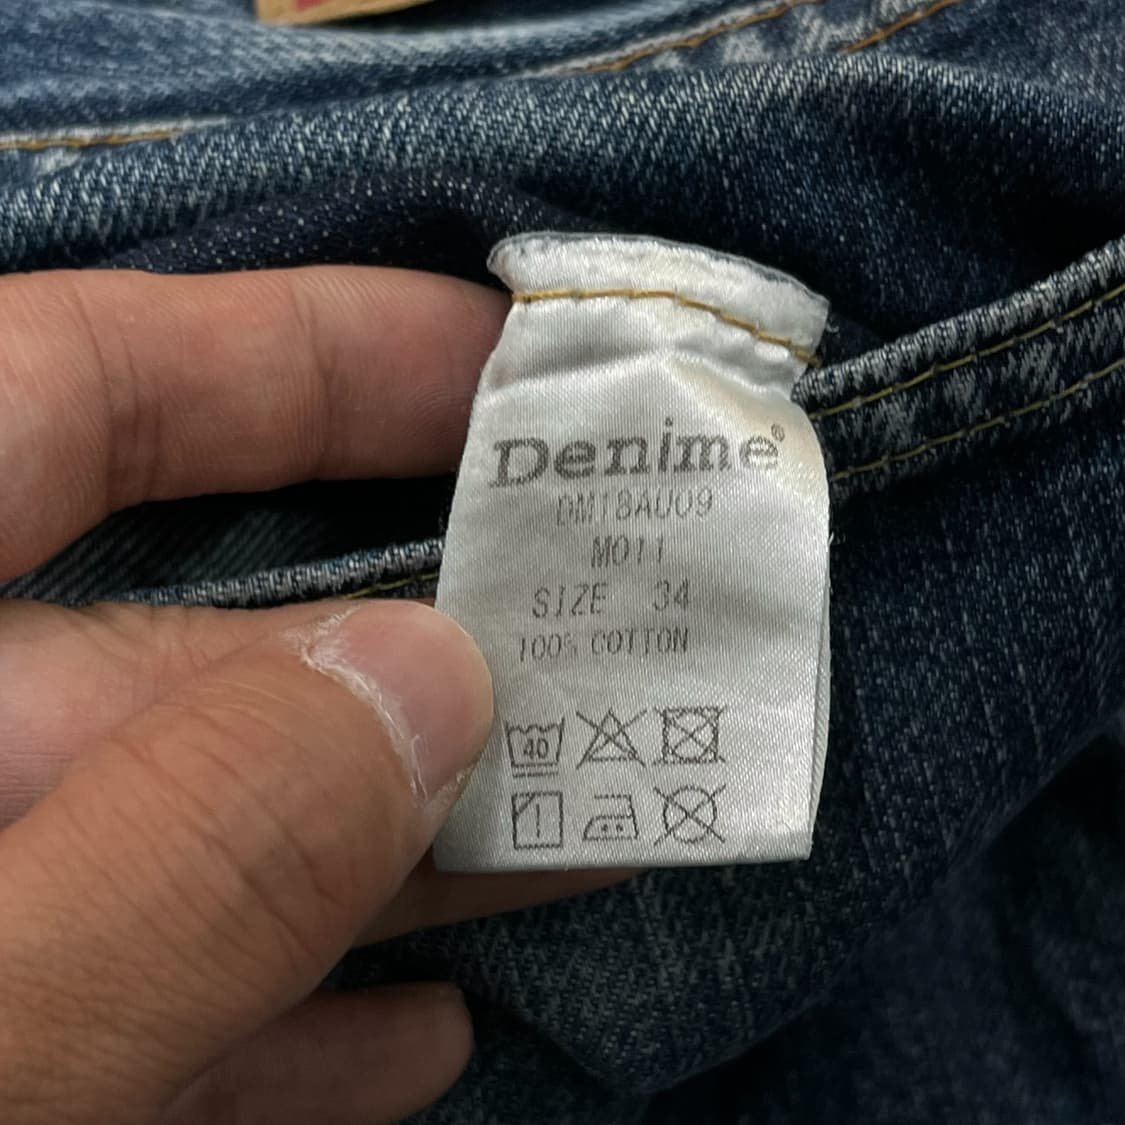 Denime®
DM18AU09
M011
SIZE 34
100% COTTON
40